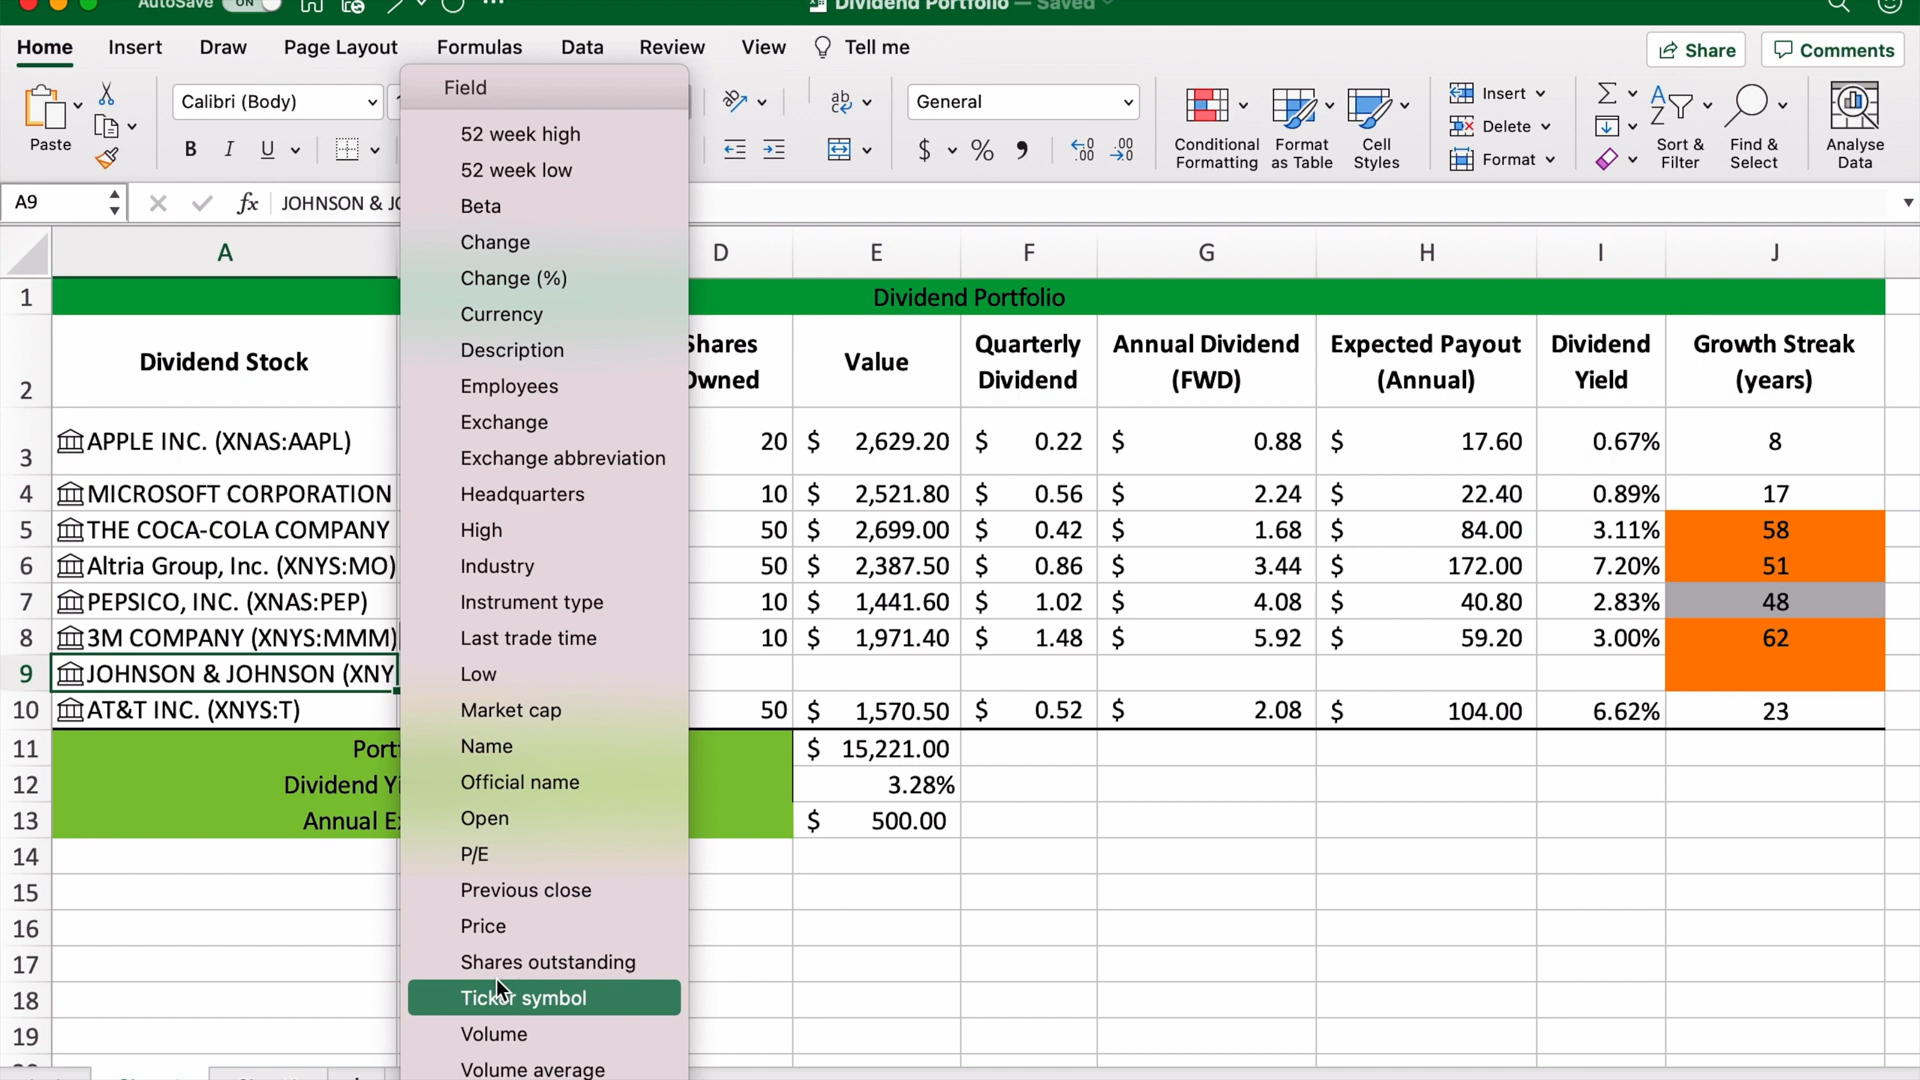 AutoSave ON
Dividend Portfolio — Saved
Home Insert Draw Page Layout Formulas Data Review View Tell me
Share Comments
Paste
Calibri (Body)
B I U
ab
General
$ % 9
.00 .00
Conditional Formatting
Format as Table
Cell Styles
Insert
Delete
Format
Sort & Filter
Find & Select
Analyse Data
A9 fx JOHNSON & JO
Field
52 week high
52 week low
Beta
Change
Change (%)
Currency
Description
Employees
Exchange
Exchange abbreviation
Headquarters
High
Industry
Instrument type
Last trade time
Low
Market cap
Name
Official name
Open
P/E
Previous close
Price
Shares outstanding
Ticker symbol
Volume
Volume average
A D E F G H I J
1 Dividend Portfolio
2 Dividend Stock Shares Owned Value Quarterly Dividend Annual Dividend (FWD) Expected Payout (Annual) Dividend Yield Growth Streak (years)
3 APPLE INC. (XNAS:AAPL) 20 $ 2,629.20 $ 0.22 $ 0.88 $ 17.60 0.67% 8
4 MICROSOFT CORPORATION 10 $ 2,521.80 $ 0.56 $ 2.24 $ 22.40 0.89% 17
5 THE COCA-COLA COMPANY 50 $ 2,699.00 $ 0.42 $ 1.68 $ 84.00 3.11% 58
6 Altria Group, Inc. (XNYS:MO) 50 $ 2,387.50 $ 0.86 $ 3.44 $ 172.00 7.20% 51
7 PEPSICO, INC. (XNAS:PEP) 10 $ 1,441.60 $ 1.02 $ 4.08 $ 40.80 2.83% 48
8 3M COMPANY (XNYS:MMM) 10 $ 1,971.40 $ 1.48 $ 5.92 $ 59.20 3.00% 62
9 JOHNSON & JOHNSON (XNY
10 AT&T INC. (XNYS:T) 50 $ 1,570.50 $ 0.52 $ 2.08 $ 104.00 6.62% 23
11 Portf $ 15,221.00
12 Dividend Yi 3.28%
13 Annual Ex $ 500.00
14
15
16
17
18
19